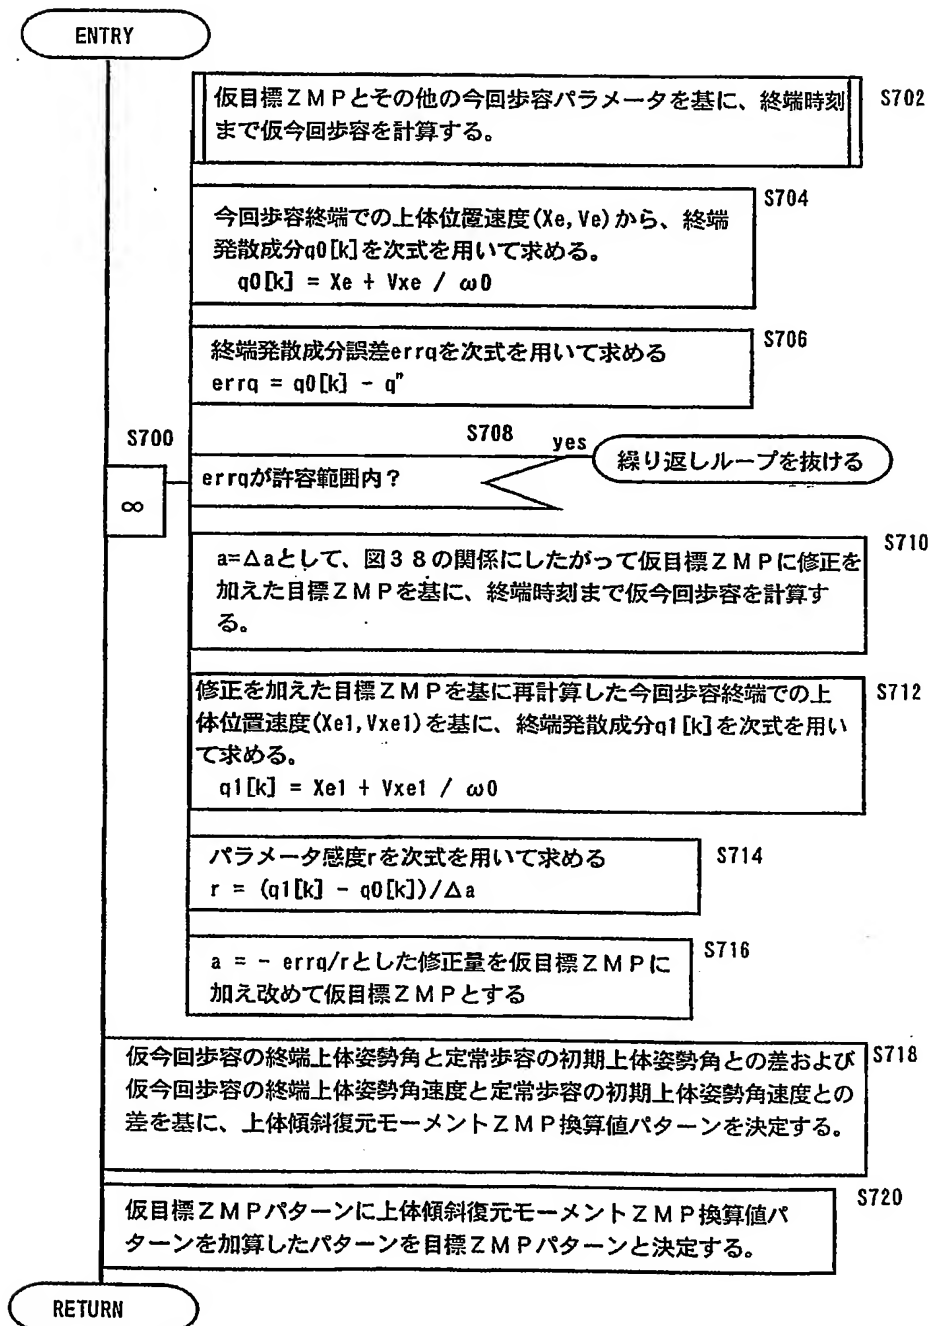 ENTRY
仮目標ZMPとその他の今回歩容パラメータを基に、終端時刻
まで仮今回歩容を計算する。
S702
今回歩容終端での上体位置速度(Xe,Ve)から、終端
発散成分q0[k]を次式を用いて求める。
q0[k] = Xe + Vxe / ω0
S704
終端発散成分誤差errqを次式を用いて求める
errq = q0[k] - q"
S706
S700
∞
S708
errqが許容範囲内?
yes
繰り返しループを抜ける
a=Δaとして、図38の関係にしたがって仮目標ZMPに修正を
加えた目標ZMPを基に、終端時刻まで仮今回歩容を計算す
る。
S710
修正を加えた目標ZMPを基に再計算した今回歩容終端での上
体位置速度(Xe1,Vxe1)を基に、終端発散成分q1[k]を次式を用い
て求める。
q1[k] = Xe1 + Vxe1 / ω0
S712
パラメータ感度rを次式を用いて求める
r = (q1[k] - q0[k])/Δa
S714
a = - errq/rとした修正量を仮目標ZMPに
加え改めて仮目標ZMPとする
S716
仮今回歩容の終端上体姿勢角と定常歩容の初期上体姿勢角との差および
仮今回歩容の終端上体姿勢角速度と定常歩容の初期上体姿勢角速度との
差を基に、上体傾斜復元モーメントZMP換算値パターンを決定する。
S718
仮目標ZMPパターンに上体傾斜復元モーメントZMP換算値パ
ターンを加算したパターンを目標ZMPパターンと決定する。
S720
RETURN